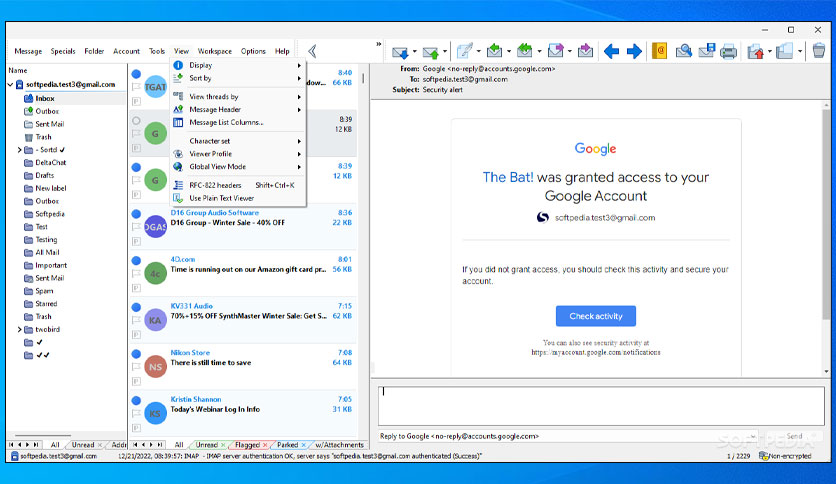 Message Specials Folder Account Tools View Workspace Options Help
»
Name
softpedia.test3@gmail.com
Inbox
Outbox
Sent Mail
Trash
- Sortd ✓
DeltaChat
Drafts
New label
Outbox
Softpedia
Test
Testing
All Mail
Important
Sent Mail
Spam
Starred
Trash
twobird
✓
✓✓
All Unread
Display
Sort by
View threads by
Message Header
Message List Columns...
Character set
Viewer Profile
Global View Mode
RFC-822 headers Shift+Ctrl+K
Use Plain Text Viewer
TGAT
8:40
66 KB
G
8:39
12 KB
G
8:39
12 KB
D16 Group Audio Software 8:36
D16 Group - Winter Sale - 40% OFF 22 KB
4D.com 8:01
4c
Time is running out on our Amazon gift card pr... 56 KB
KV331 Audio 7:15
KA
70%+15% OFF SynthMaster Winter Sale: Get S... 62 KB
Nikon Store 7:08
NS
There is still time to save 64 KB
Kristin Shannon 7:05
KS
Today's Webinar Log In Info 31 KB
All Unread Flagged Parked w/Attachments
From: Google <no-reply@accounts.google.com>
To: softpedia.test3@gmail.com
Subject: Security alert
Google
The Bat! was granted access to your
Google Account
softpedia.test3@gmail.com
If you did not grant access, you should check this activity and secure your
account.
Check activity
You can also see security activity at
https://myaccount.google.com/notifications
Reply to Google <no-reply@accounts.google.com>
Send
SOFTPEDIA
softpedia.test3@gmail.com
12/21/2022, 08:39:57: IMAP - IMAP server authentication OK, server says "softpedia.test3@gmail.com authenticated (Success)"
1 / 2229
Non-encrypted